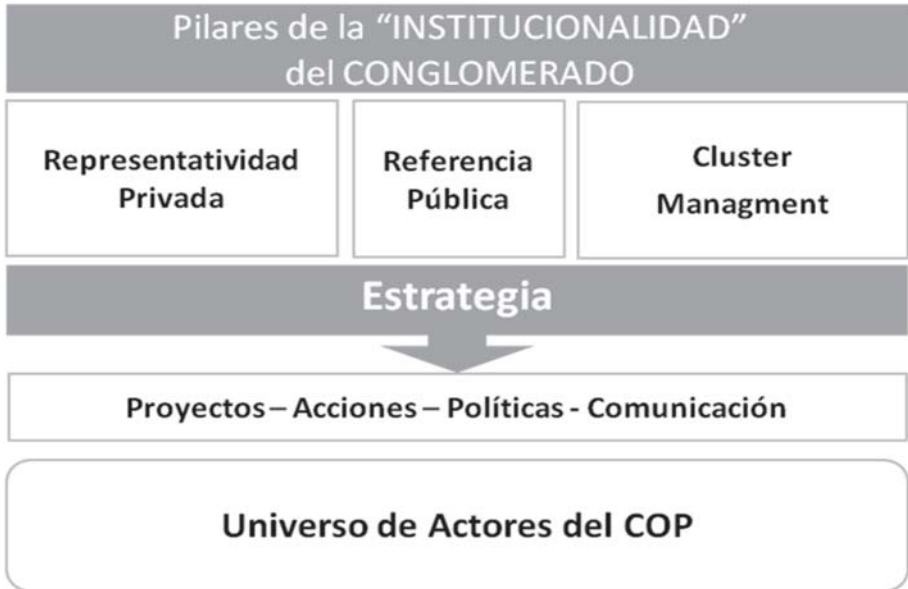 Pilares de la “INSTITUCIONALIDAD”
del CONGLOMERADO
Representatividad
Privada
Referencia
Pública
Cluster
Managment
Estrategia
Proyectos – Acciones – Políticas - Comunicación
Universo de Actores del COP